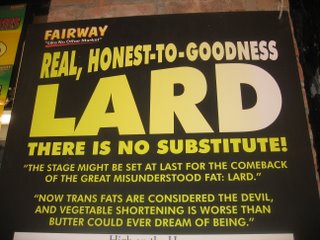 FAIRWAY
"Like No Other Market"
REAL, HONEST-TO-GOODNESS
LARD
THERE IS NO SUBSTITUTE!
"THE STAGE MIGHT BE SET AT LAST FOR THE COMEBACK
OF THE GREAT MISUNDERSTOOD FAT: LARD."
"NOW TRANS FATS ARE CONSIDERED THE DEVIL,
AND VEGETABLE SHORTENING IS WORSE THAN
BUTTER COULD EVER DREAM OF BEING."